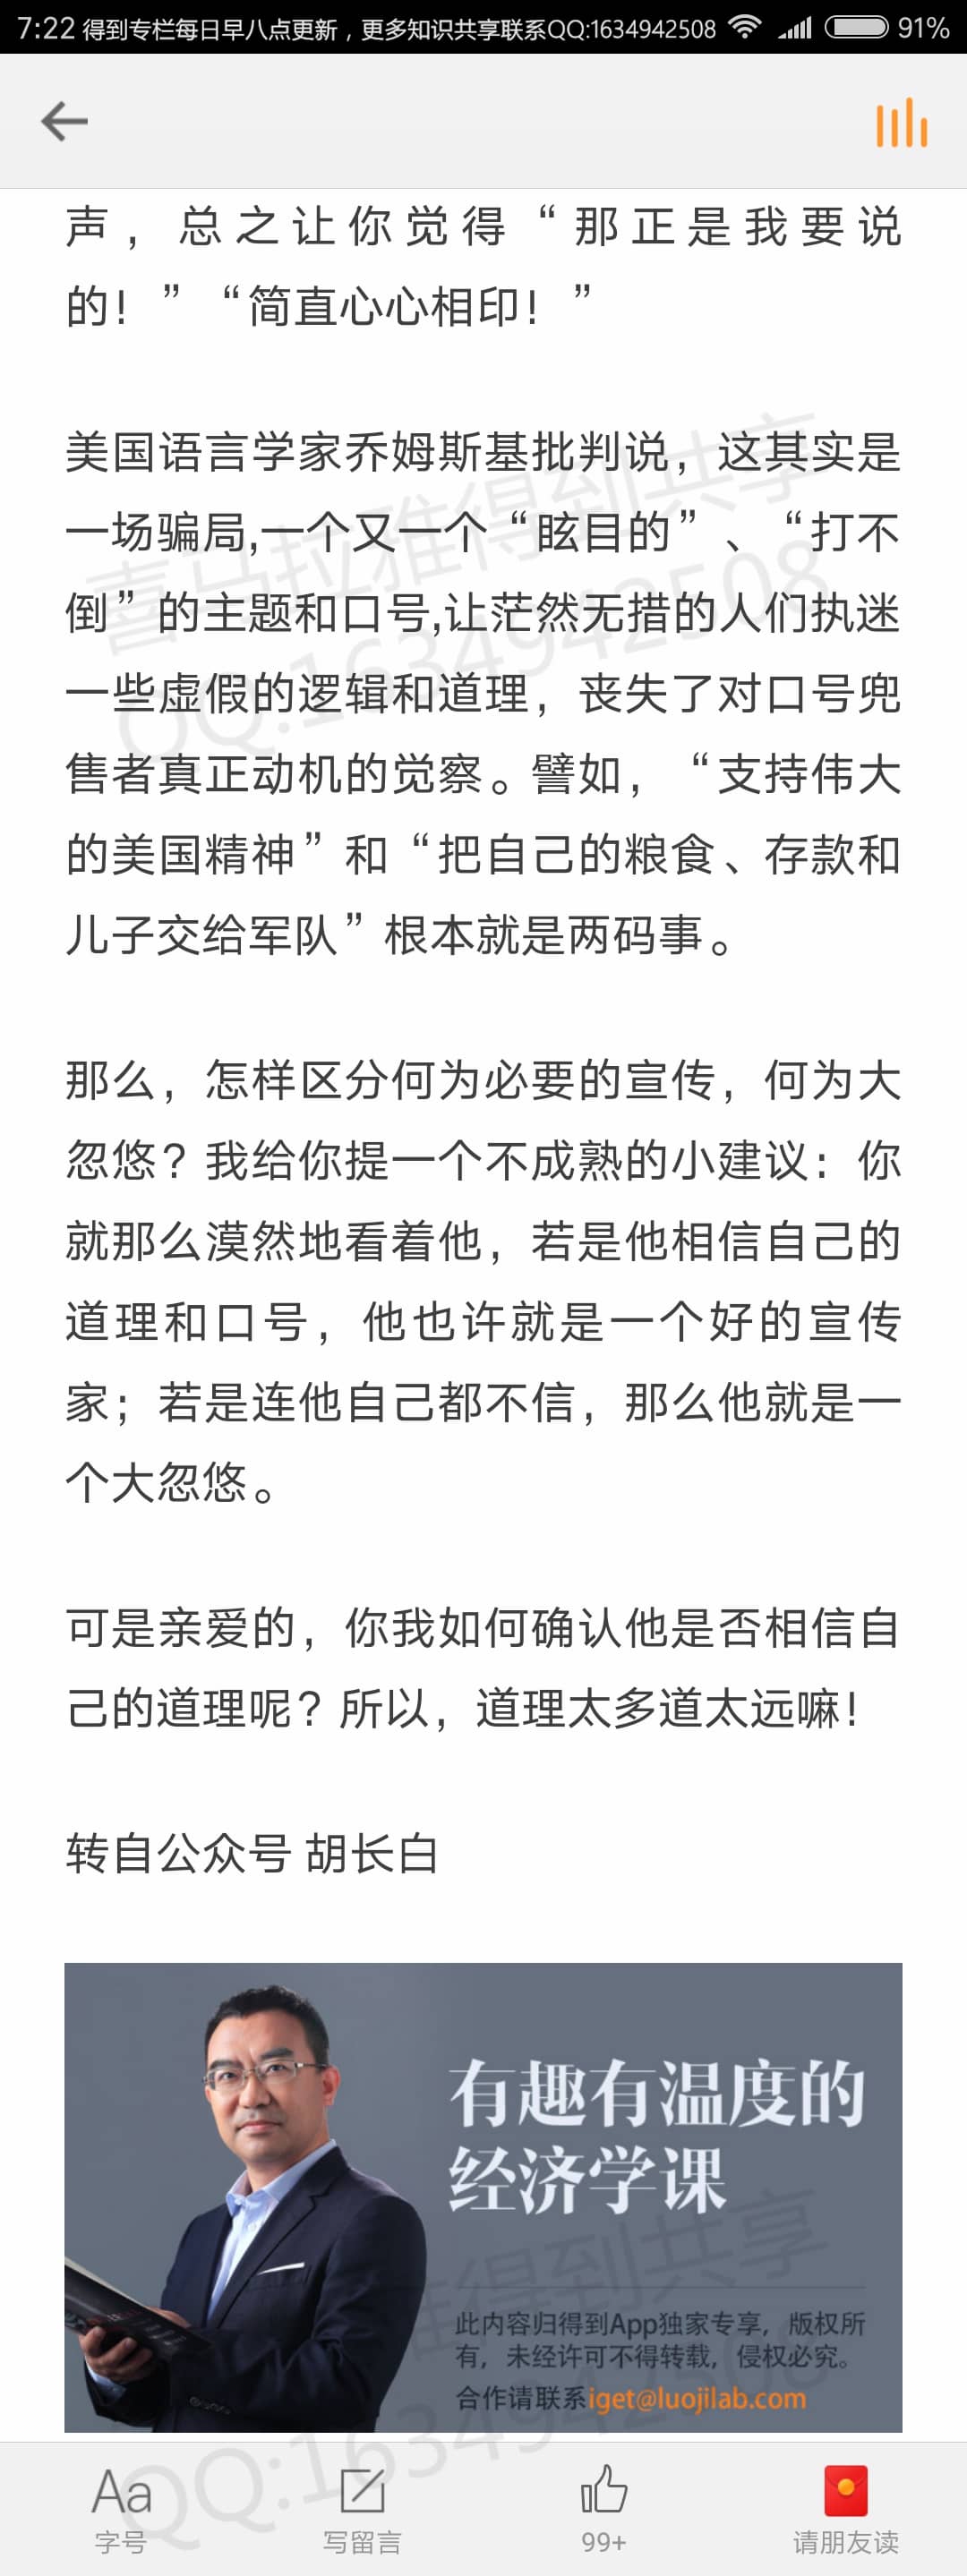 7:22 得到专栏每日早八点更新，更多知识共享联系QQ:1634942508 91%
声，总之让你觉得“那正是我要说
的！”“简直心心相印！”
美国语言学家乔姆斯基批判说，这其实是
一场骗局,一个又一个“眩目的”、“打不
倒”的主题和口号,让茫然无措的人们执迷
一些虚假的逻辑和道理，丧失了对口号兜
售者真正动机的觉察。譬如，“支持伟大
的美国精神”和“把自己的粮食、存款和
儿子交给军队”根本就是两码事。
喜马拉雅得到共享
QQ:1634942508
那么，怎样区分何为必要的宣传，何为大
忽悠？我给你提一个不成熟的小建议：你
就那么漠然地看着他，若是他相信自己的
道理和口号，他也许就是一个好的宣传
家；若是连他自己都不信，那么他就是一
个大忽悠。
可是亲爱的，你我如何确认他是否相信自
己的道理呢？所以，道理太多道太远嘛！
转自公众号 胡长白
有趣有温度的
经济学课
此内容归得到App独家专享，版权所
有，未经许可不得转载，侵权必究。
合作请联系iget@luojilab.com
雅得到共享
QQ:1634942508
Aa
字号
写留言
99+
请朋友读